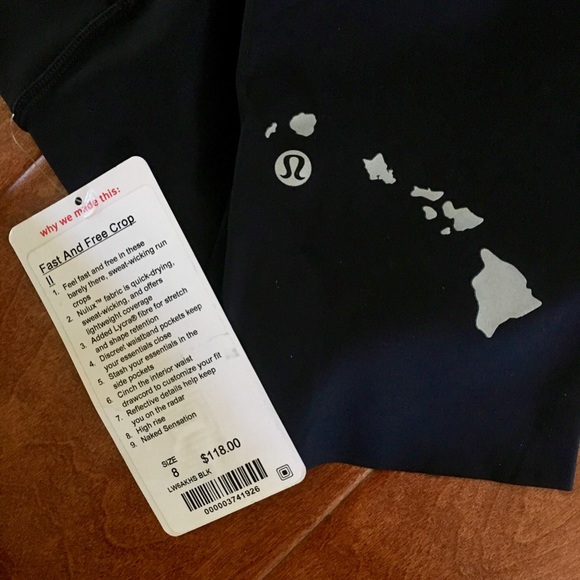 why we made this:
Fast And Free Crop
II
1. Feel fast and free in these
barely there, sweat-wicking run
crops
2. Nulux™ fabric is quick-drying,
sweat-wicking, and offers
lightweight coverage
3. Added Lycra® fibre for stretch
and shape retention
4. Discreet waistband pockets keep
your essentials close
5. Stash your essentials in the
side pockets
6. Cinch the interior waist
drawcord to customize your fit
7. Reflective details help keep
you on the radar
8. High rise
9. Naked Sensation
SIZE
8 $118.00
LW6AKHS BLK
000003741926